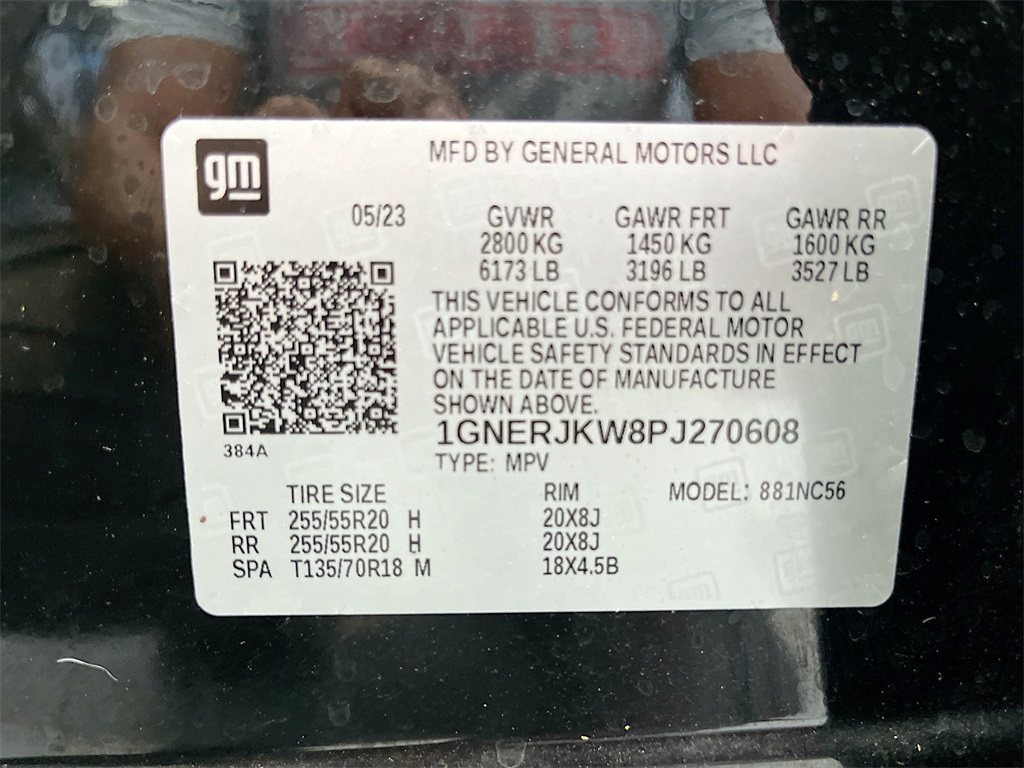 gm
MFD BY GENERAL MOTORS LLC
05/23 GVWR GAWR FRT GAWR RR
2800 KG 1450 KG 1600 KG
6173 LB 3196 LB 3527 LB
THIS VEHICLE CONFORMS TO ALL
APPLICABLE U.S. FEDERAL MOTOR
VEHICLE SAFETY STANDARDS IN EFFECT
ON THE DATE OF MANUFACTURE
SHOWN ABOVE.
384A
1GNERJKW8PJ270608
TYPE: MPV
TIRE SIZE RIM MODEL: 881NC56
FRT 255/55R20 H 20X8J
RR 255/55R20 H 20X8J
SPA T135/70R18 M 18X4.5B